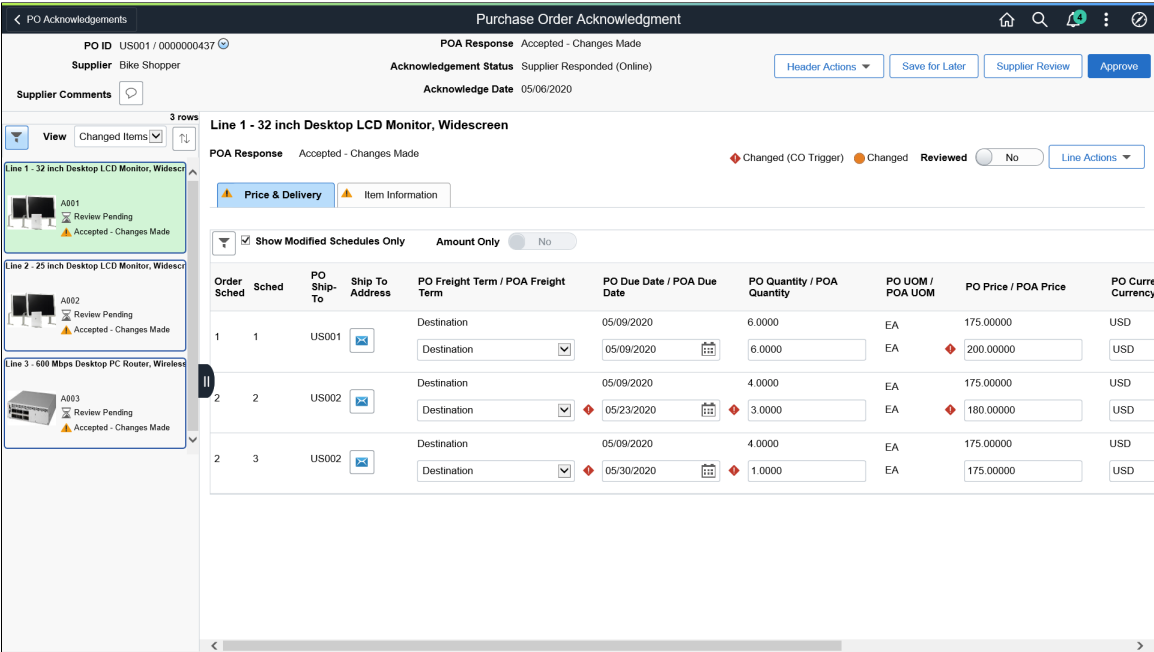 PO Acknowledgements
Purchase Order Acknowledgment
4
PO ID US001 / 0000000437
POA Response Accepted - Changes Made
Supplier Bike Shopper
Acknowledgement Status Supplier Responded (Online)
Header Actions Save for Later Supplier Review Approve
Supplier Comments
Acknowledge Date 05/06/2020
3 rows
View Changed Items
Line 1 - 32 inch Desktop LCD Monitor, Widescr
A001
Review Pending
Accepted - Changes Made
Line 2 - 25 inch Desktop LCD Monitor, Widescr
A002
Review Pending
Accepted - Changes Made
Line 3 - 600 Mbps Desktop PC Router, Wireless
A003
Review Pending
Accepted - Changes Made
Line 1 - 32 inch Desktop LCD Monitor, Widescreen
POA Response Accepted - Changes Made
Changed (CO Trigger) Changed Reviewed No Line Actions
Price & Delivery Item Information
Show Modified Schedules Only Amount Only No
Order Sched Sched PO Ship-To Ship To Address PO Freight Term / POA Freight Term PO Due Date / POA Due Date PO Quantity / POA Quantity PO UOM / POA UOM PO Price / POA Price PO Curre Currency
Destination 05/09/2020 6.0000 EA 175.00000 USD
1 1 US001
Destination 05/09/2020 6.0000 EA 200.00000 USD
Destination 05/09/2020 4.0000 EA 175.00000 USD
2 2 US002
Destination 05/23/2020 3.0000 EA 180.00000 USD
Destination 05/09/2020 4.0000 EA 175.00000 USD
2 3 US002
Destination 05/30/2020 1.0000 EA 175.00000 USD